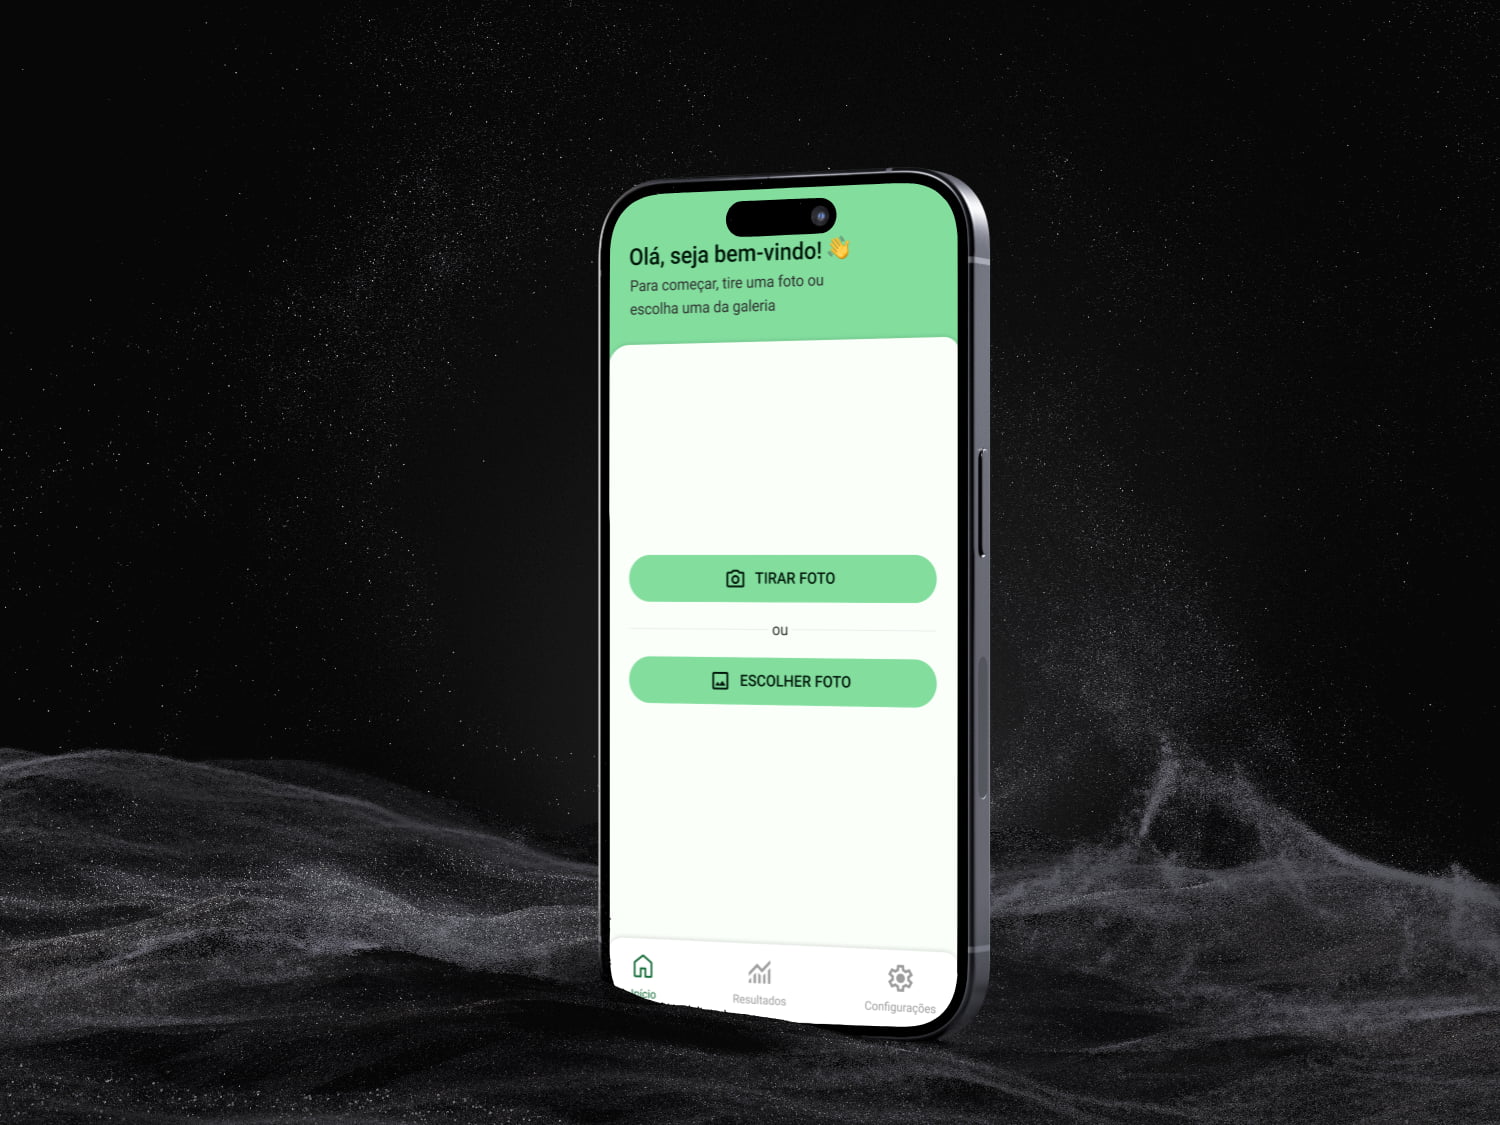 Olá, seja bem-vindo! 👋
Para começar, tire uma foto ou
escolha uma da galeria
TIRAR FOTO
ou
ESCOLHER FOTO
Início
Resultados
Configurações